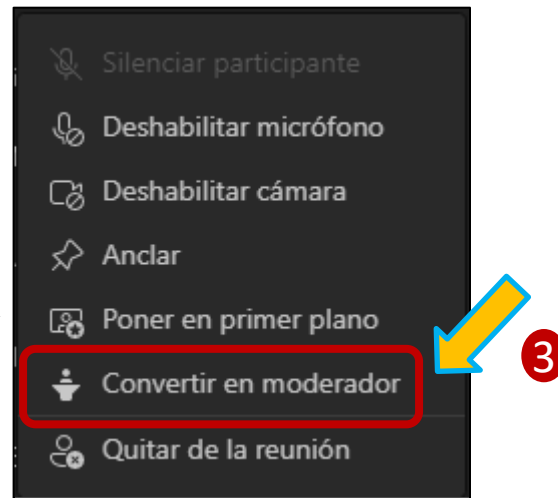 Silenciar participante
Deshabilitar micrófono
Deshabilitar cámara
Anclar
Poner en primer plano
Convertir en moderador
3
Quitar de la reunión